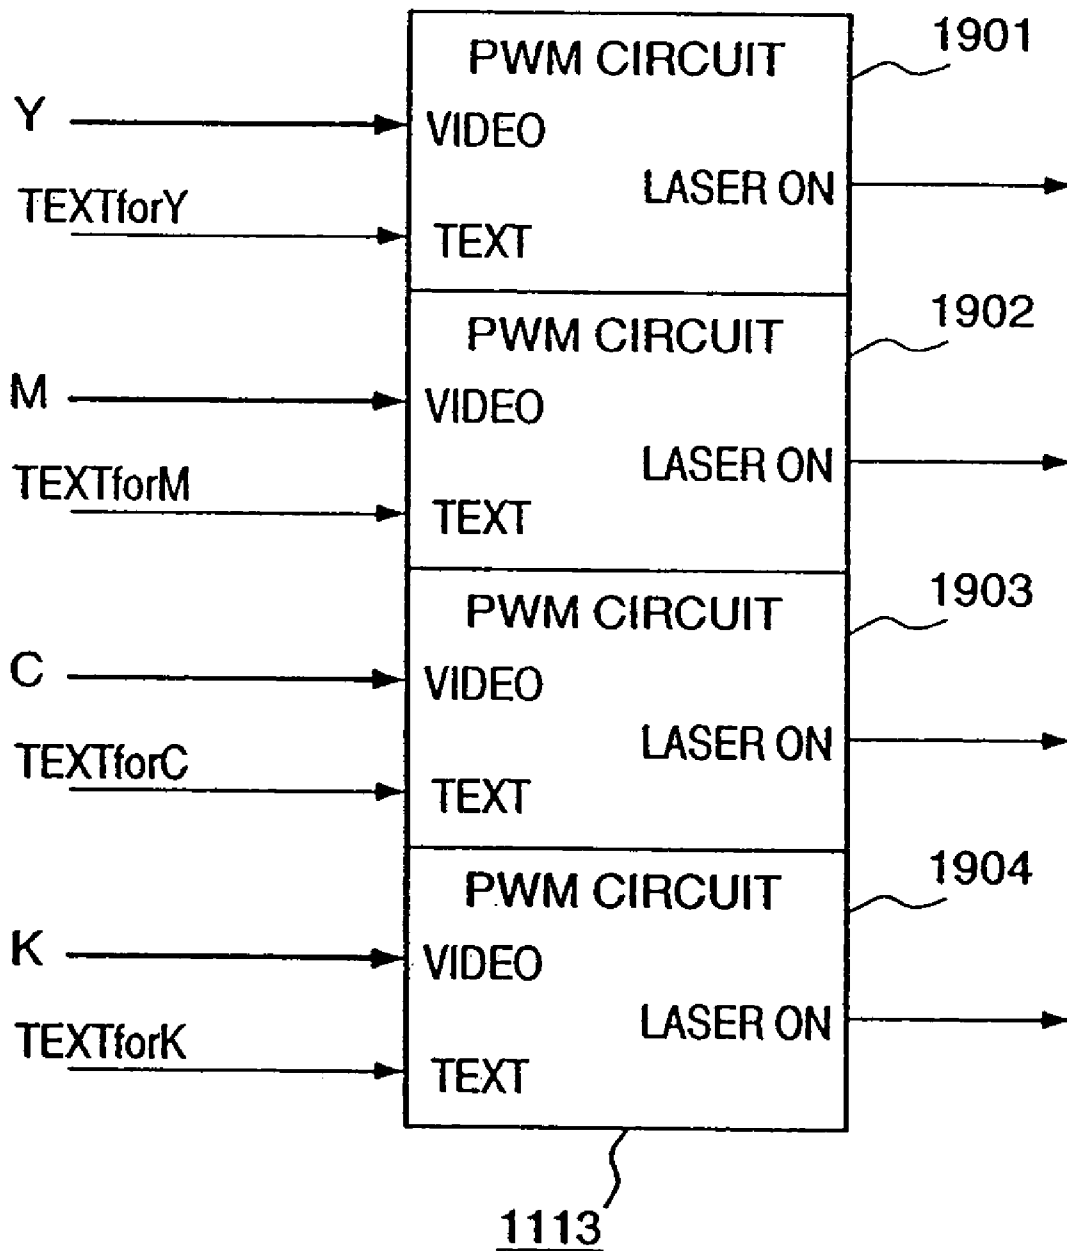 PWM CIRCUIT
1901
Y
VIDEO
LASER ON
TEXTforY
TEXT
PWM CIRCUIT
1902
M
VIDEO
LASER ON
TEXTforM
TEXT
PWM CIRCUIT
1903
C
VIDEO
LASER ON
TEXTforC
TEXT
PWM CIRCUIT
1904
K
VIDEO
LASER ON
TEXTforK
TEXT
1113